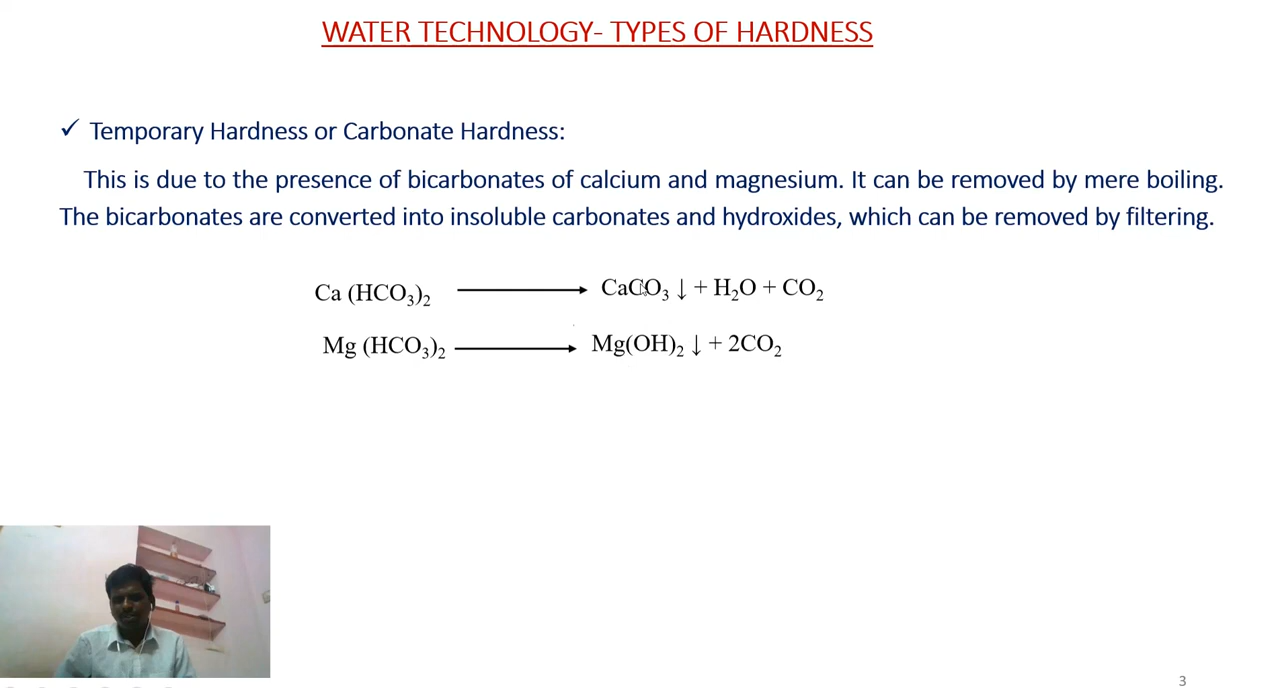 WATER TECHNOLOGY- TYPES OF HARDNESS
✓ Temporary Hardness or Carbonate Hardness:
This is due to the presence of bicarbonates of calcium and magnesium. It can be removed by mere boiling.
The bicarbonates are converted into insoluble carbonates and hydroxides, which can be removed by filtering.
Ca (HCO₃)₂ ⟶ CaCO₃ ↓ + H₂O + CO₂
Mg (HCO₃)₂ ⟶ Mg(OH)₂ ↓ + 2CO₂
3